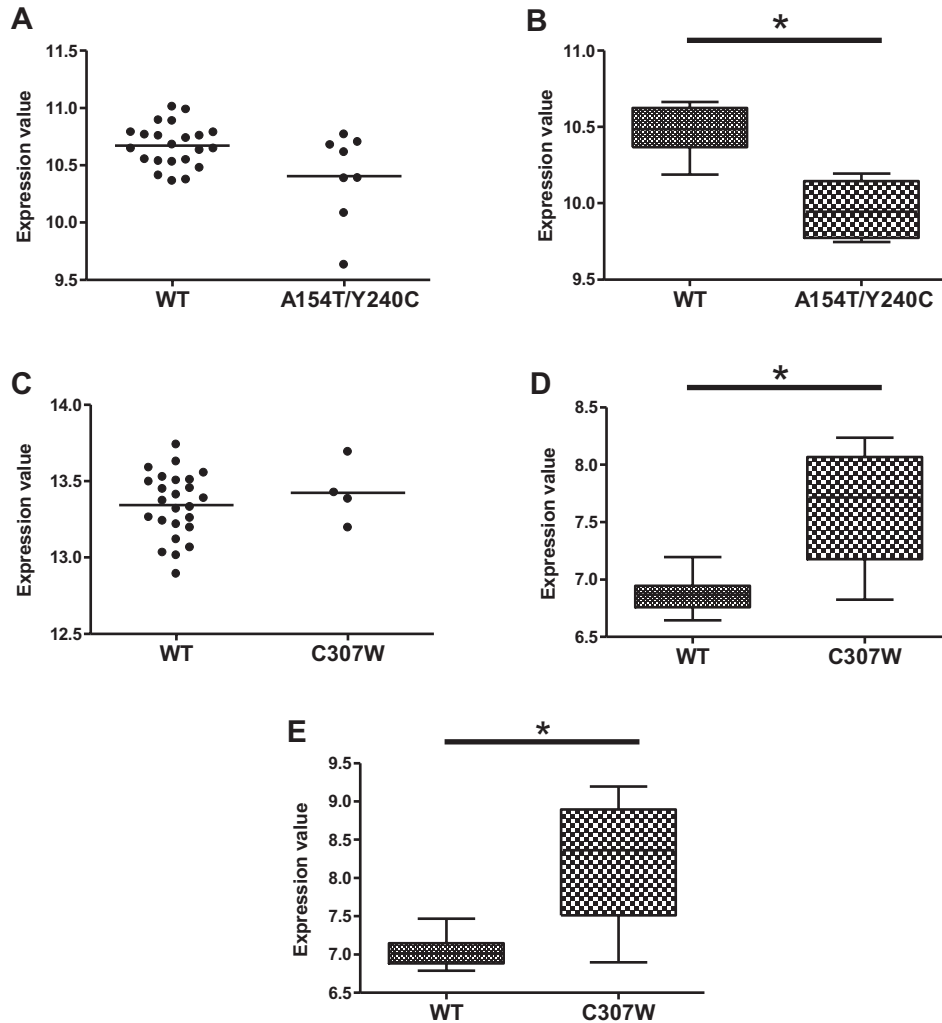 A
Expression value
11.5
11.0
10.5
10.0
9.5
WT
A154T/Y240C
B
*
Expression value
11.0
10.5
10.0
9.5
WT
A154T/Y240C
C
Expression value
14.0
13.5
13.0
12.5
WT
C307W
D
*
Expression value
8.5
8.0
7.5
7.0
6.5
WT
C307W
E
*
Expression value
9.5
9.0
8.5
8.0
7.5
7.0
6.5
WT
C307W